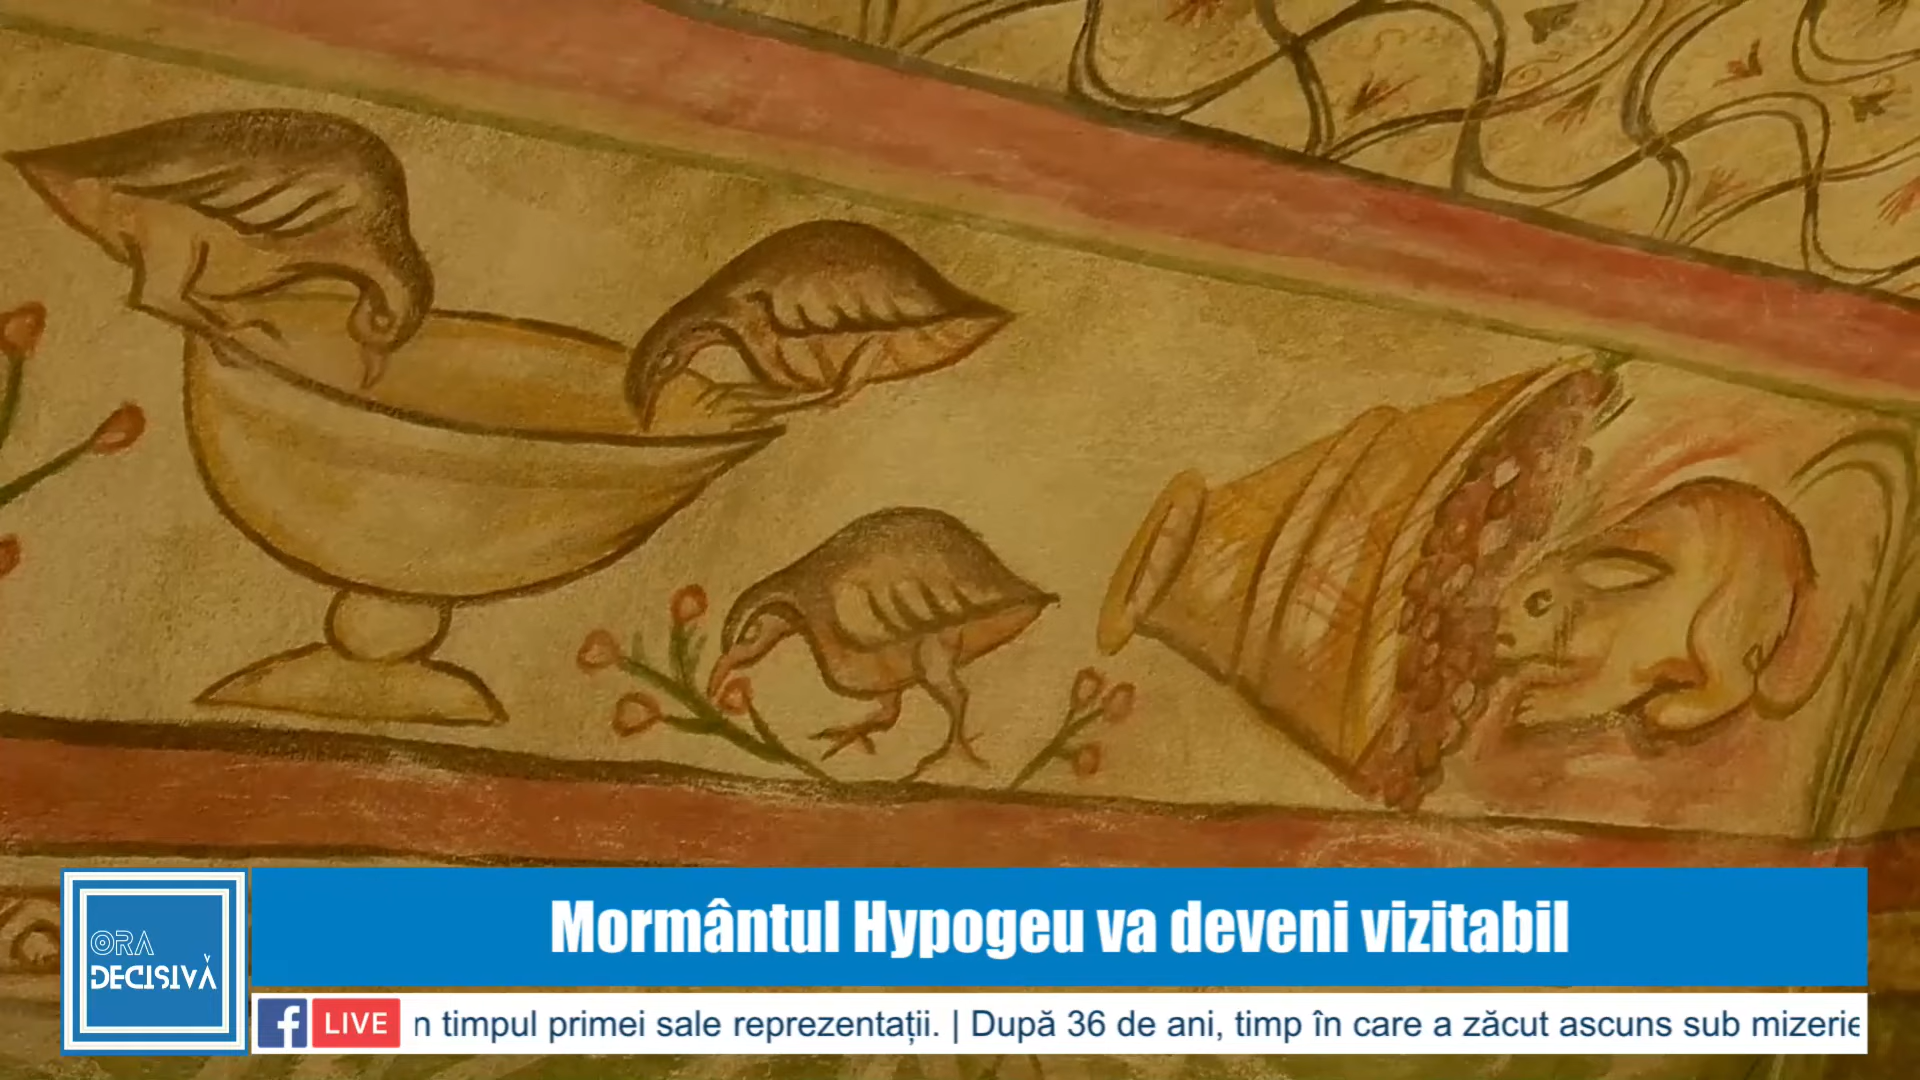 Mormântul Hypogeu va deveni vizitabil
ORA
DECISIVĂ
LIVE
n timpul primei sale reprezentații. | După 36 de ani, timp în care a zăcut ascuns sub mizerie